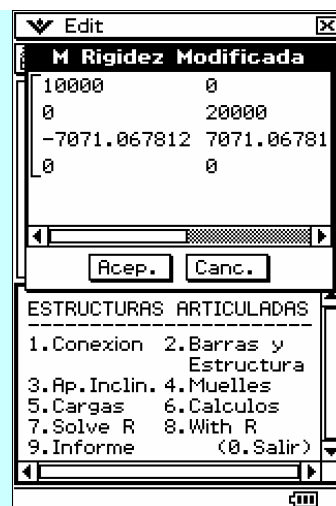 Edit
M Rigidez Modificada
10000 0
0 20000
-7071.067812 7071.06781
0 0
Acep. Canc.
ESTRUCTURAS ARTICULADAS
1.Conexion 2.Barras y
Estructura
3.Ap.Inclin. 4.Muelles
5.Cargas 6.Calculos
7.Solve R 8.With R
9.Informe (0.Salir)